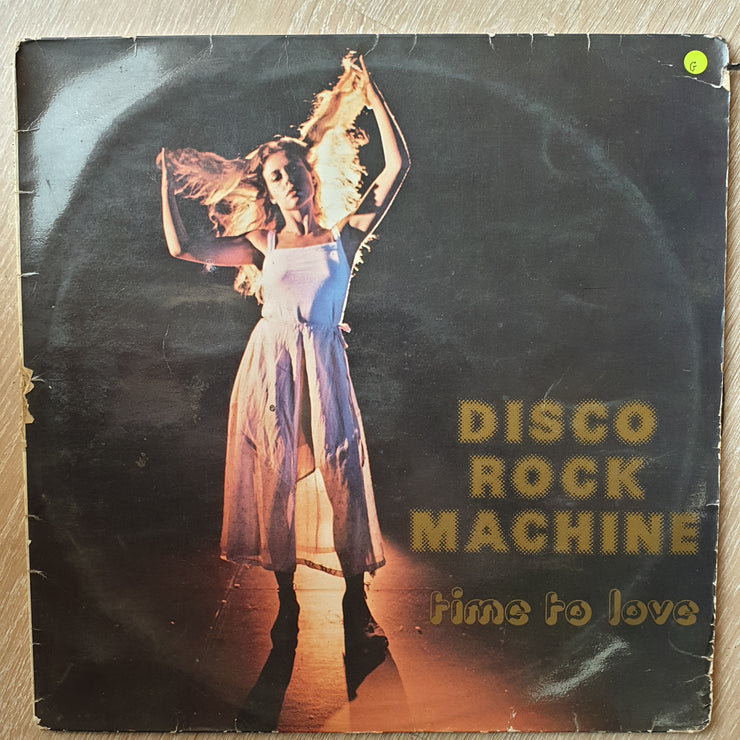 G
DISCO
ROCK
MACHINE
time to love